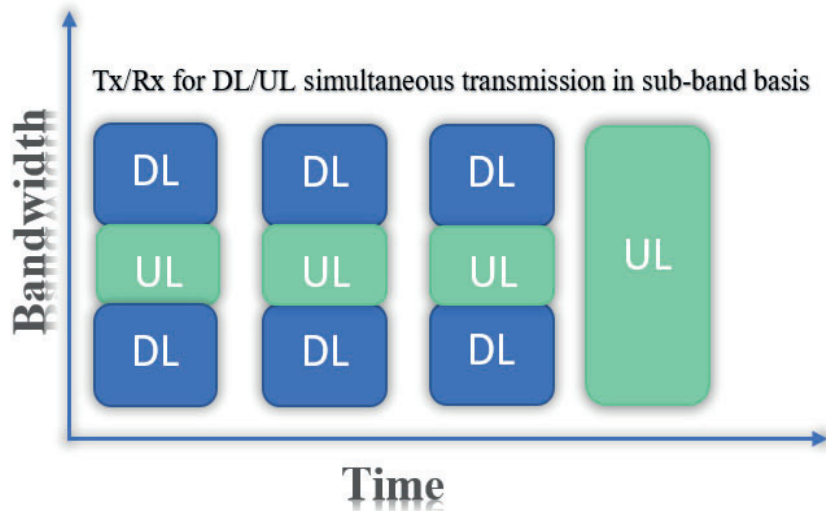 Tx/Rx for DL/UL simultaneous transmission in sub-band basis
Bandwidth
DL DL DL
UL UL UL UL
DL DL DL
Time